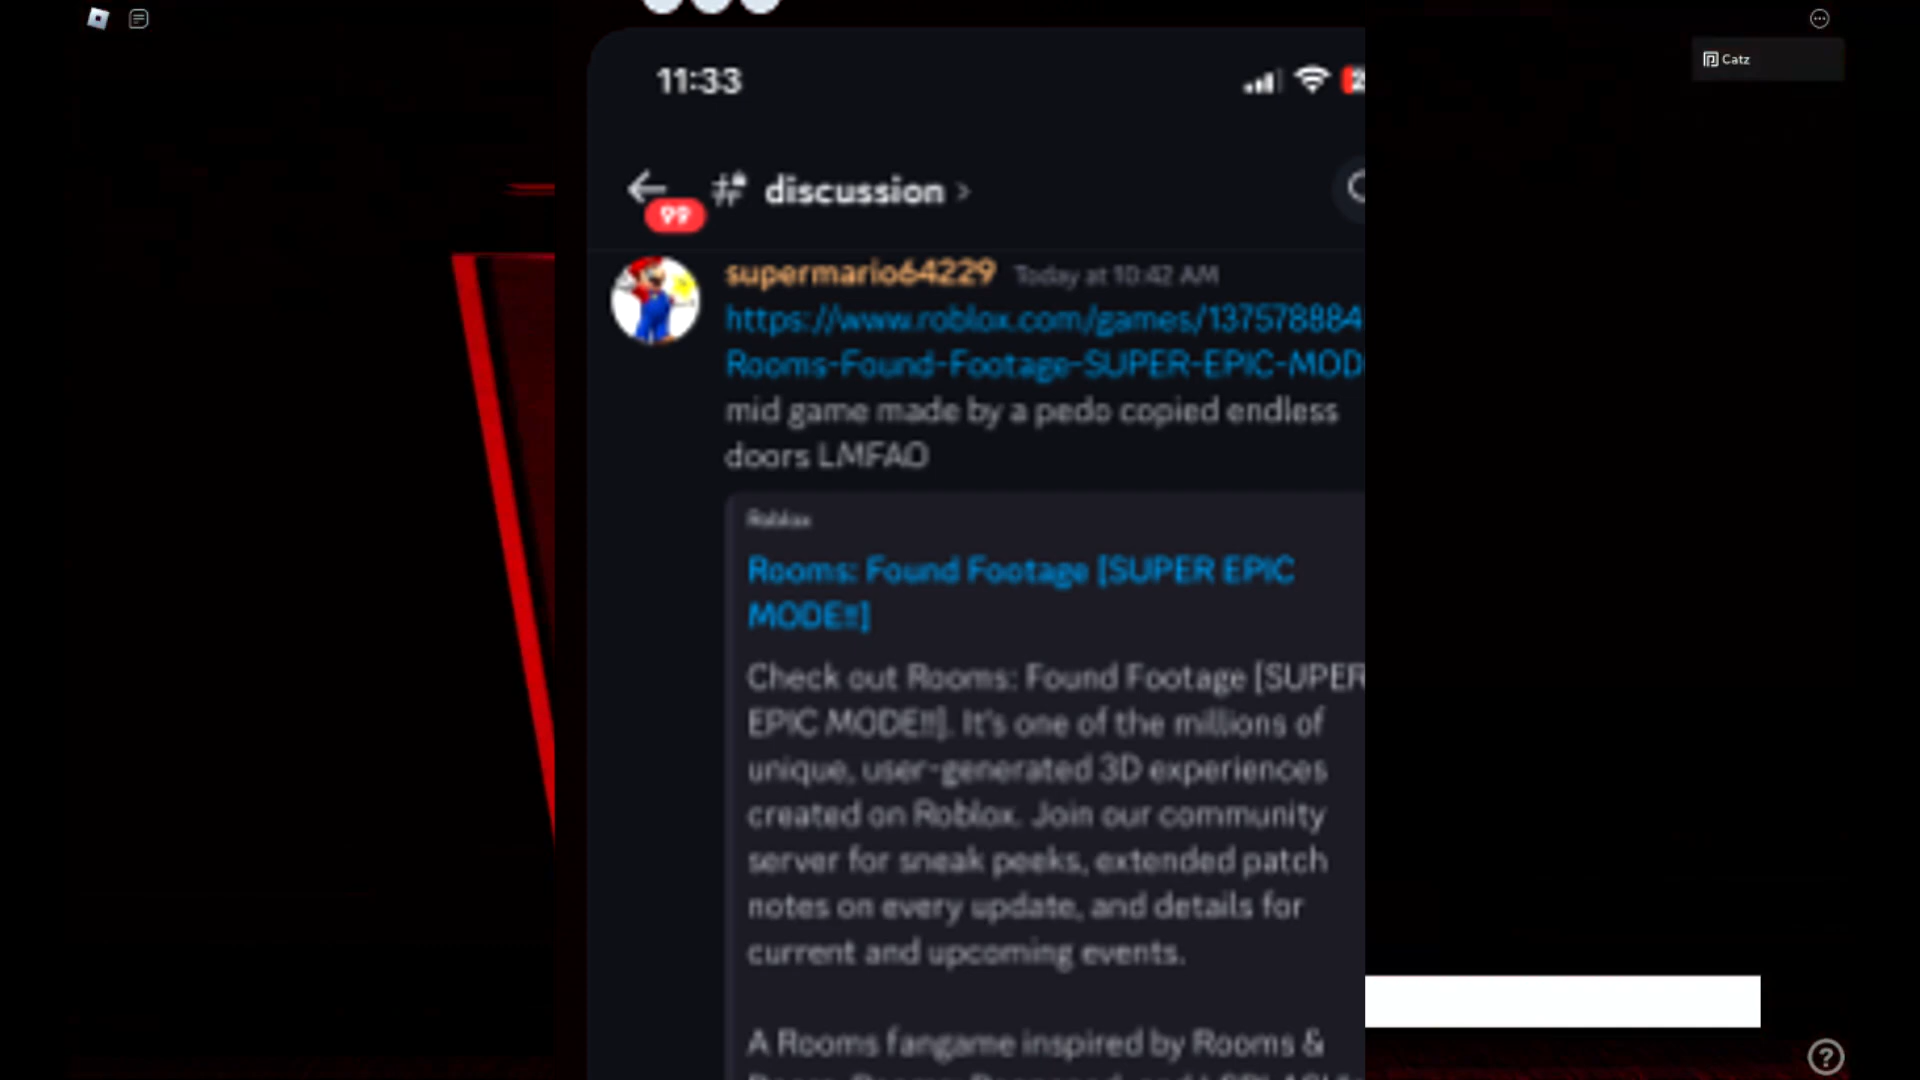 Catz
11:33
99
discussion >
supermario64229 Today at 10:42 AM
https://www.roblox.com/games/137578884
Rooms-Found-Footage-SUPER-EPIC-MOD
mid game made by a pedo copied endless
doors LMFAO
Roblox
Rooms: Found Footage [SUPER EPIC
MODE!!]
Check out Rooms: Found Footage [SUPER
EPIC MODE!!]. It's one of the millions of
unique, user-generated 3D experiences
created on Roblox. Join our community
server for sneak peeks, extended patch
notes on every update, and details for
current and upcoming events.
A Rooms fangame inspired by Rooms &